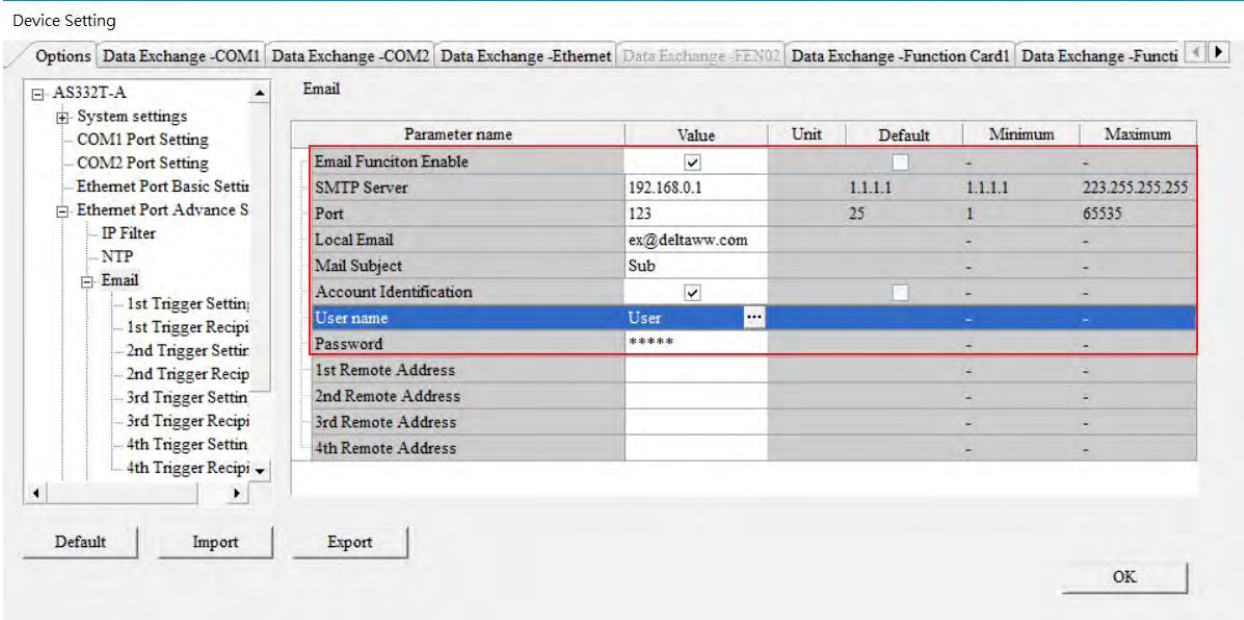 Device Setting
Options Data Exchange -COM1 Data Exchange -COM2 Data Exchange -Ethernet Data Exchange -FEN02 Data Exchange -Function Card1 Data Exchange -Functi
AS332T-A
System settings
COM1 Port Setting
COM2 Port Setting
Ethernet Port Basic Settin
Ethernet Port Advance S
IP Filter
NTP
Email
1st Trigger Setting
1st Trigger Recipi
2nd Trigger Settin
2nd Trigger Recip
3rd Trigger Settin
3rd Trigger Recipi
4th Trigger Settin
4th Trigger Recipi
Email
Parameter name Value Unit Default Minimum Maximum
Email Funciton Enable - -
SMTP Server 192.168.0.1 1.1.1.1 1.1.1.1 223.255.255.255
Port 123 25 1 65535
Local Email ex@deltaww.com - -
Mail Subject Sub - -
Account Identification - -
User name User ... - -
Password ***** - -
1st Remote Address - -
2nd Remote Address - -
3rd Remote Address - -
4th Remote Address - -
Default Import Export
OK